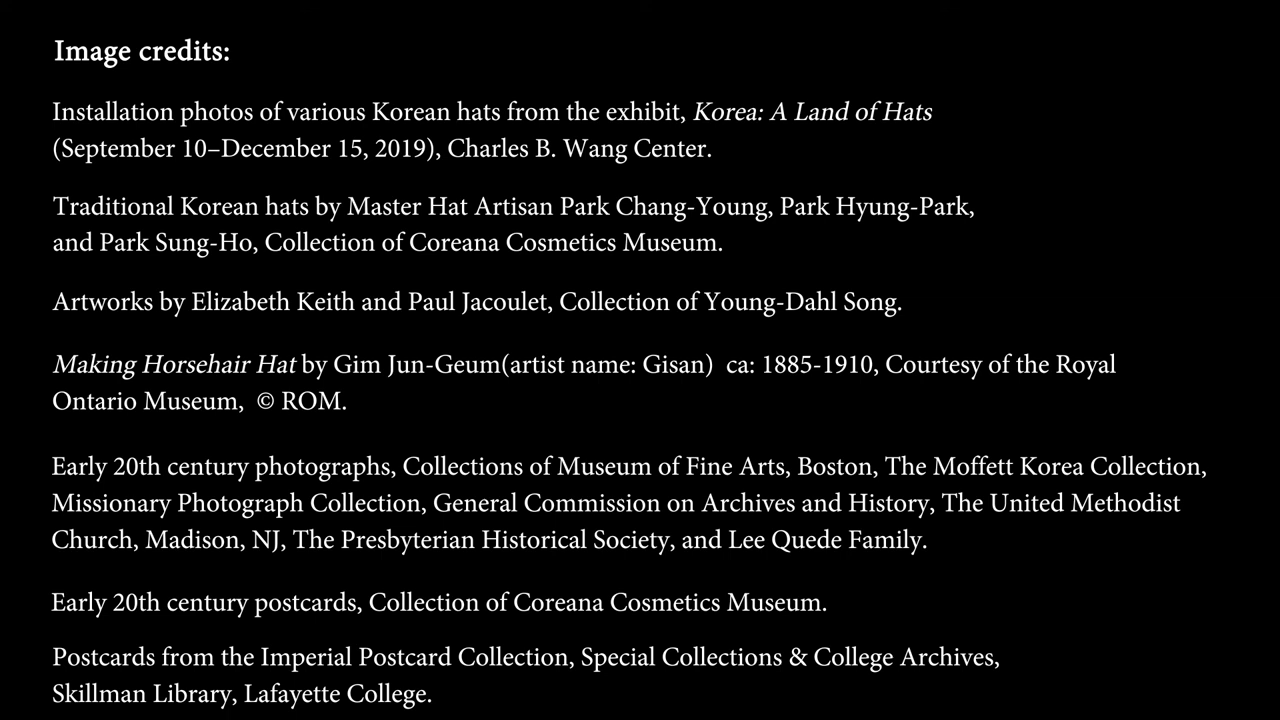 Image credits:
Installation photos of various Korean hats from the exhibit, Korea: A Land of Hats
(September 10–December 15, 2019), Charles B. Wang Center.
Traditional Korean hats by Master Hat Artisan Park Chang-Young, Park Hyung-Park,
and Park Sung-Ho, Collection of Coreana Cosmetics Museum.
Artworks by Elizabeth Keith and Paul Jacoulet, Collection of Young-Dahl Song.
Making Horsehair Hat by Gim Jun-Geum(artist name: Gisan)  ca: 1885-1910, Courtesy of the Royal
Ontario Museum,  © ROM.
Early 20th century photographs, Collections of Museum of Fine Arts, Boston, The Moffett Korea Collection,
Missionary Photograph Collection, General Commission on Archives and History, The United Methodist
Church, Madison, NJ, The Presbyterian Historical Society, and Lee Quede Family.
Early 20th century postcards, Collection of Coreana Cosmetics Museum.
Postcards from the Imperial Postcard Collection, Special Collections & College Archives,
Skillman Library, Lafayette College.